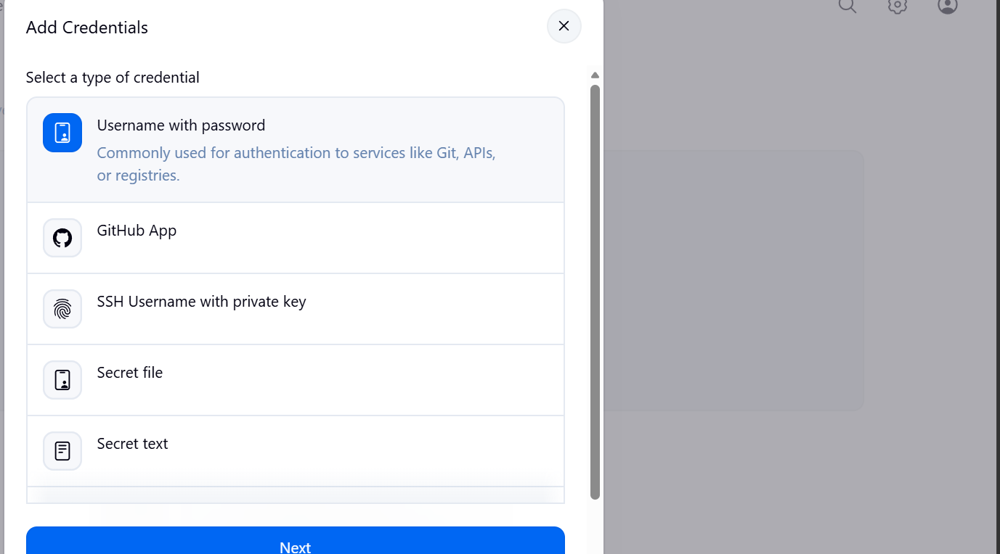 Add Credentials
Select a type of credential
Username with password
Commonly used for authentication to services like Git, APIs,
or registries.
GitHub App
SSH Username with private key
Secret file
Secret text
Next